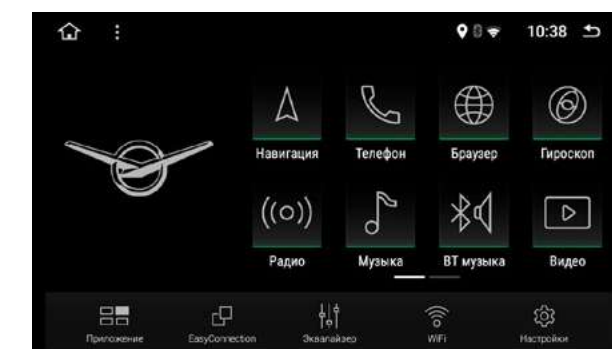 10:38
Навигация Телефон Браузер Гироскоп
Радио Музыка BT музыка Видео
Приложение EasyConnection Эквалайзер WiFi Настройки